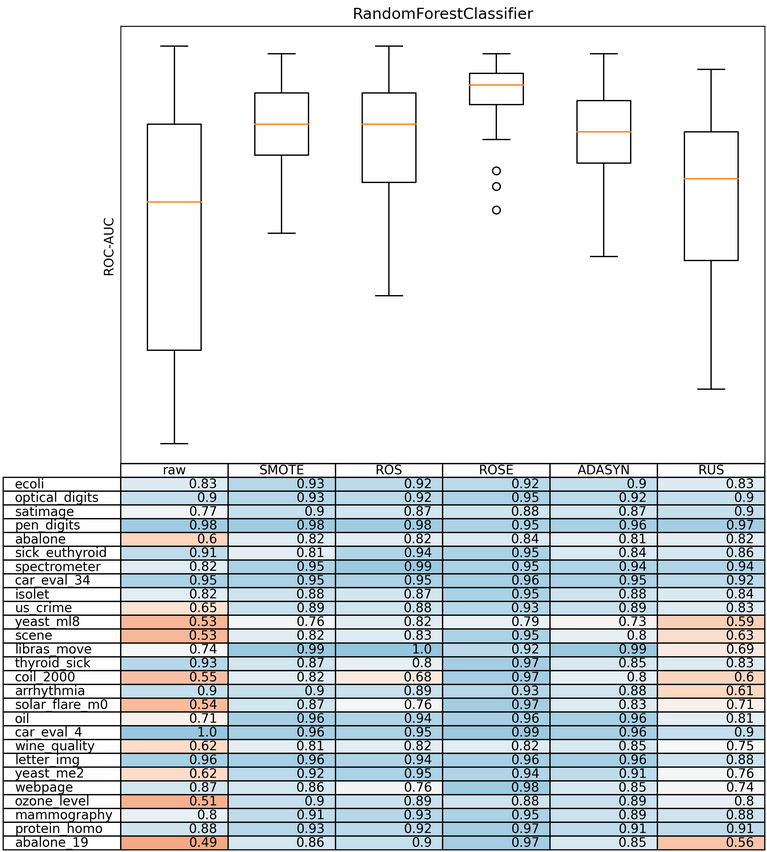 RandomForestClassifier
ROC-AUC
raw SMOTE ROS ROSE ADASYN RUS
ecoli 0.83 0.93 0.92 0.92 0.9 0.83
optical_digits 0.9 0.93 0.92 0.95 0.92 0.9
satimage 0.77 0.9 0.87 0.88 0.87 0.9
pen_digits 0.98 0.98 0.98 0.95 0.96 0.97
abalone 0.6 0.82 0.82 0.84 0.81 0.82
sick_euthyroid 0.91 0.81 0.94 0.95 0.84 0.86
spectrometer 0.82 0.95 0.99 0.95 0.94 0.94
car_eval_34 0.95 0.95 0.95 0.96 0.95 0.92
isolet 0.82 0.88 0.87 0.95 0.88 0.84
us_crime 0.65 0.89 0.88 0.93 0.89 0.83
yeast_ml8 0.53 0.76 0.82 0.79 0.73 0.59
scene 0.53 0.82 0.83 0.95 0.8 0.63
libras_move 0.74 0.99 1.0 0.92 0.99 0.69
thyroid_sick 0.93 0.87 0.8 0.97 0.85 0.83
coil_2000 0.55 0.82 0.68 0.97 0.8 0.6
arrhythmia 0.9 0.9 0.89 0.93 0.88 0.61
solar_flare_m0 0.54 0.87 0.76 0.97 0.83 0.71
oil 0.71 0.96 0.94 0.96 0.96 0.81
car_eval_4 1.0 0.96 0.95 0.99 0.96 0.9
wine_quality 0.62 0.81 0.82 0.82 0.85 0.75
letter_img 0.96 0.96 0.94 0.96 0.96 0.88
yeast_me2 0.62 0.92 0.95 0.94 0.91 0.76
webpage 0.87 0.86 0.76 0.98 0.85 0.74
ozone_level 0.51 0.9 0.89 0.88 0.89 0.8
mammography 0.8 0.91 0.93 0.95 0.89 0.88
protein_homo 0.88 0.93 0.92 0.97 0.91 0.91
abalone_19 0.49 0.86 0.9 0.97 0.85 0.56